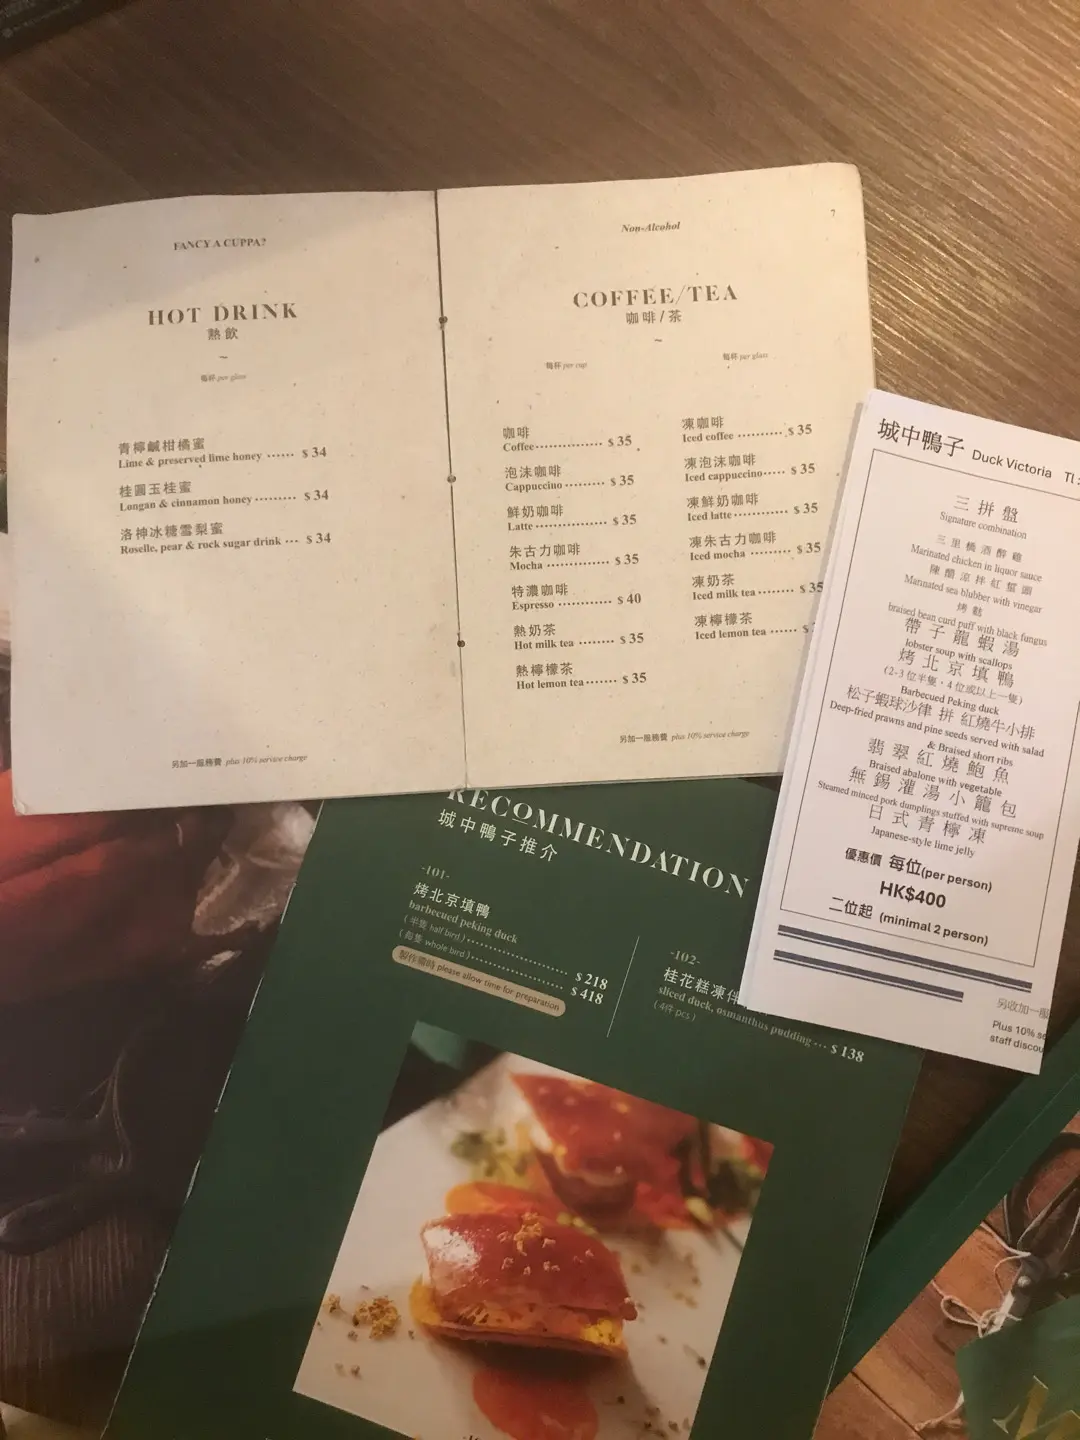 FANCY A CUPPA?
HOT DRINK
熱飲
~
每杯 per glass
青檸鹹柑橘蜜
Lime & preserved lime honey ...... $ 34
桂圓玉桂蜜
Longan & cinnamon honey ......... $ 34
洛神冰糖雪梨蜜
Roselle, pear & rock sugar drink ... $ 34
另加一服務費 plus 10% service charge
7
Non-Alcohol
COFFEE/TEA
咖啡/茶
~
每杯 per cup
咖啡
Coffee ............... $ 35
泡沫咖啡
Cappuccino ......... $ 35
鮮奶咖啡
Latte ............... $ 35
朱古力咖啡
Mocha .............. $ 35
特濃咖啡
Espresso ............ $ 40
熱奶茶
Hot milk tea ........ $ 35
熱檸檬茶
Hot lemon tea ....... $ 35
每杯 per glass
凍咖啡
Iced coffee .......... $ 35
凍泡沫咖啡
Iced cappuccino ..... $ 35
凍鮮奶咖啡
Iced latte ............ $ 35
凍朱古力咖啡
Iced mocha .......... $ 35
凍奶茶
Iced milk tea ........ $ 35
凍檸檬茶
Iced lemon tea ...... $
另加一服務費 plus 10% service charge
城中鴨子 Duck Victoria
三拼盤
Signature combination
三里橋酒醉雞
Marinated chicken in liquor sauce
陳醋涼拌紅蜇頭
Marinated sea blubber with vinegar
烤麩
braised bean curd puff with black fungus
帶子龍蝦湯
lobster soup with scallops
烤北京填鴨
(2-3位半隻，4位或以上一隻)
Barbecued Peking duck
松子蝦球沙律 拼 紅燒牛小排
Deep-fried prawns and pine seeds served with salad
& Braised short ribs
翡翠紅燒鮑魚
Braised abalone with vegetable
無錫灌湯小籠包
Steamed minced pork dumplings stuffed with supreme soup
日式青檸凍
Japanese-style lime jelly
優惠價 每位(per person)
HK$400
二位起 (minimal 2 person)
另收加一服
Plus 10%
staff
RECOMMENDATION
城中鴨子推介
-101-
烤北京填鴨
barbecued peking duck
( 半隻 half bird ) .................. $ 218
( 每隻 whole bird ) ................ $ 418
製作需時 please allow time for preparation
-102-
桂花糕凍伴
sliced duck, osmanthus pudding ... $ 138
( 4件 pcs )